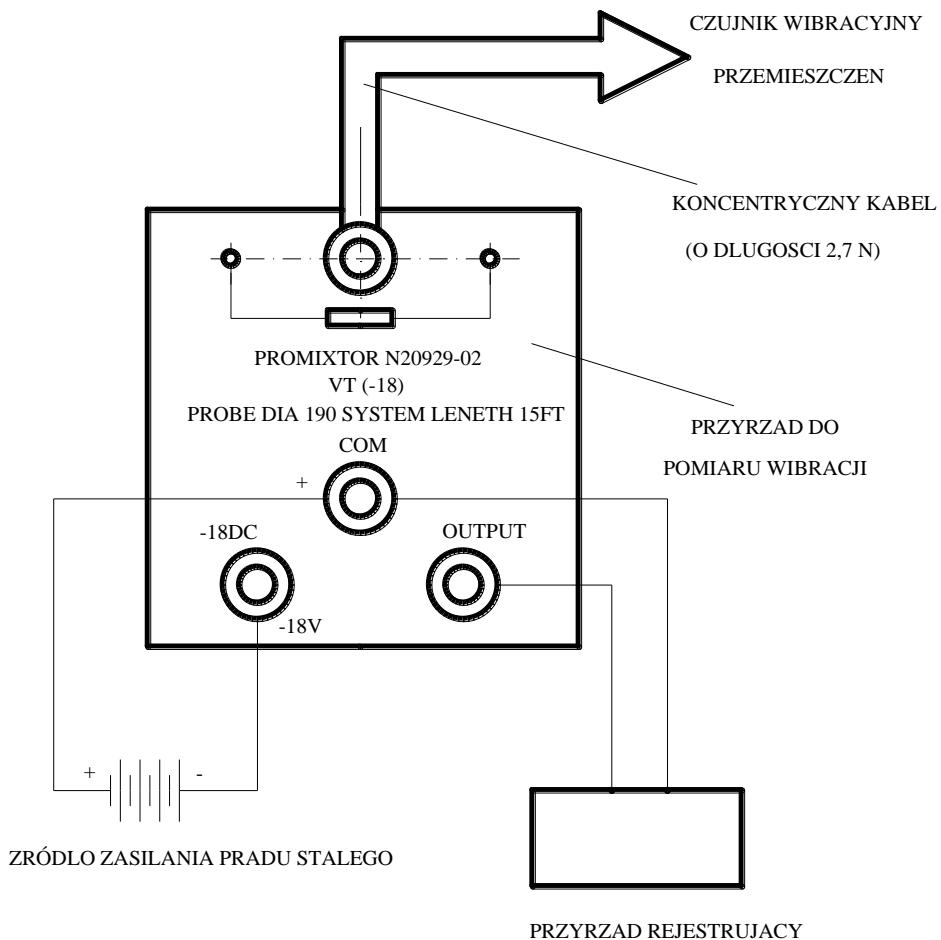 CZUJNIK WIBRACYJNY
PRZEMIESZCZEN
KONCENTRYCZNY KABEL
(O DLUGOSCI 2,7 N)
PROMIXTOR N20929-02
VT (-18)
PROBE DIA 190 SYSTEM LENETH 15FT
COM
+
PRZYRZAD DO
POMIARU WIBRACJI
-18DC
OUTPUT
-18V
+
-
ZRÓDLO ZASILANIA PRADU STALEGO
PRZYRZAD REJESTRUJACY